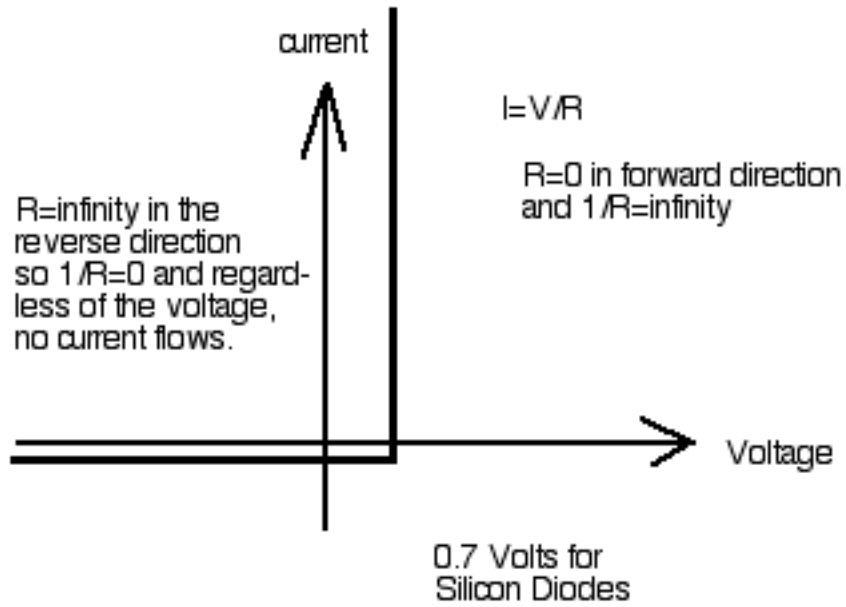 current
I=V/R
R=0 in forward direction
and 1/R=infinity
R=infinity in the
reverse direction
so 1/R=0 and regard-
less of the voltage,
no current flows.
Voltage
0.7 Volts for
Silicon Diodes